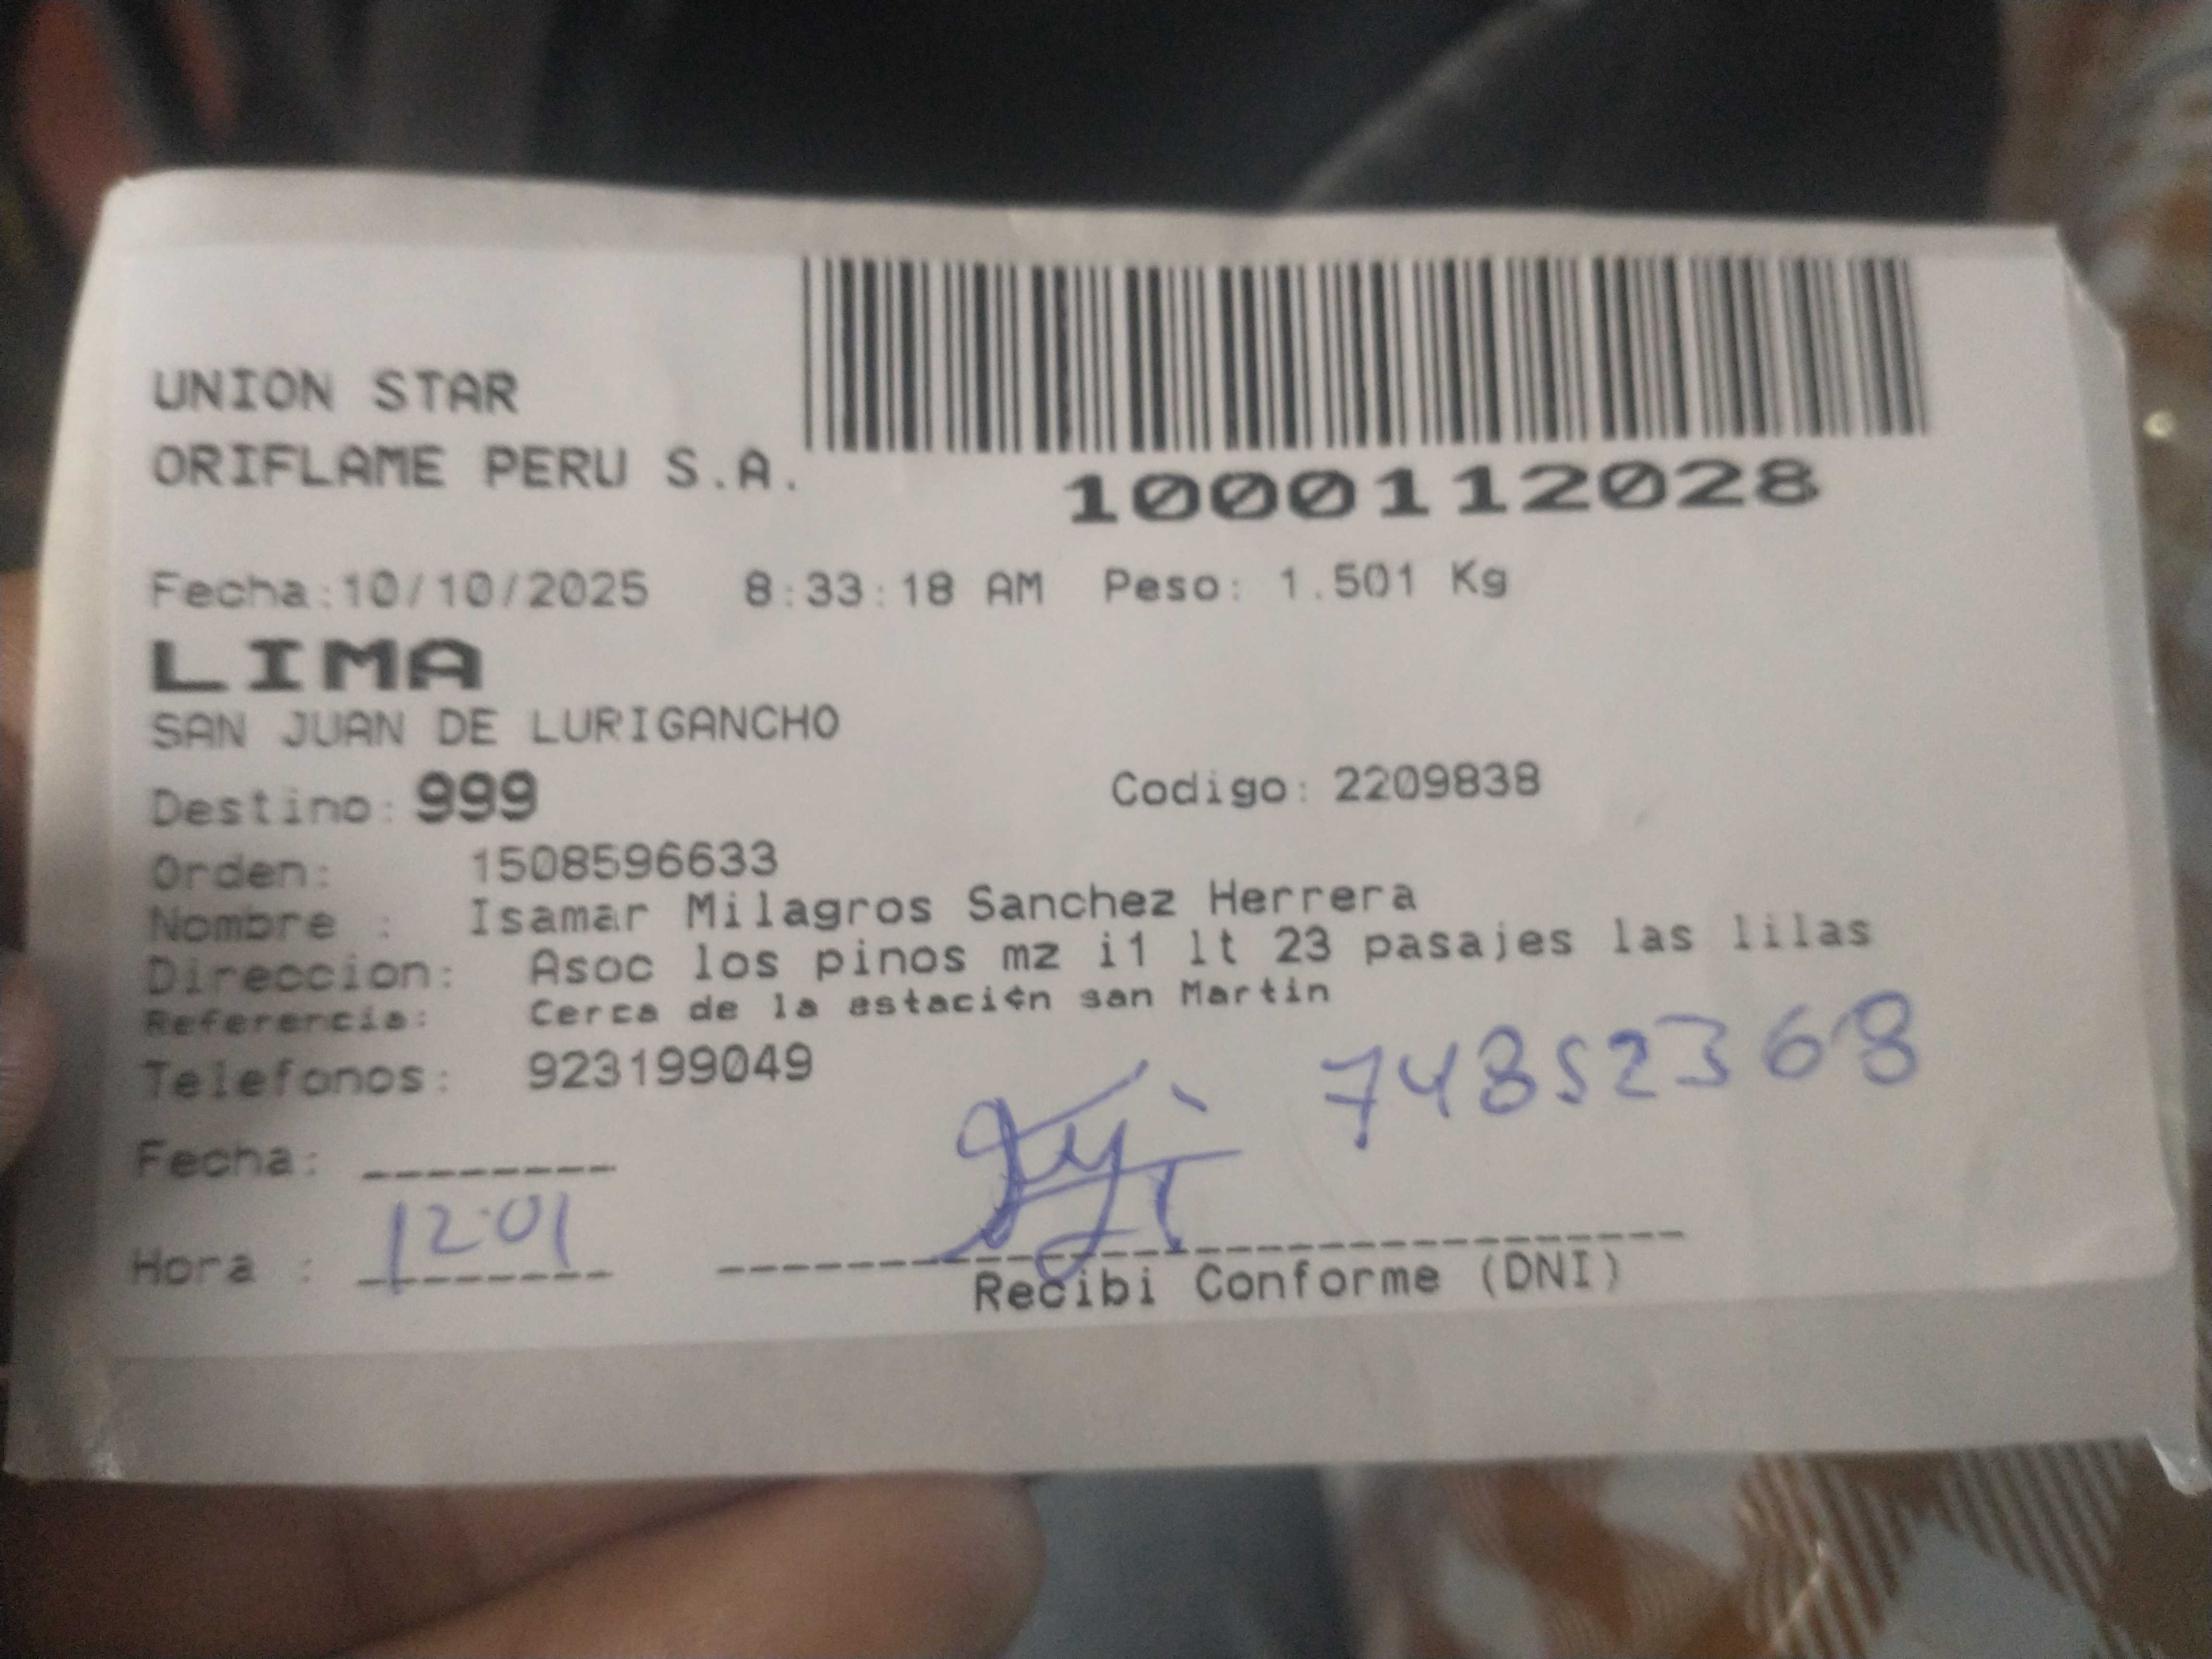 UNION STAR
ORIFLAME PERU S.A.
1000112028
Fecha:10/10/2025 8:33:18 AM Peso: 1.501 Kg
LIMA
SAN JUAN DE LURIGANCHO
Destino: 999 Codigo: 2209838
Orden: 1508596633
Nombre : Isamar Milagros Sanchez Herrera
Direccion: Asoc los pinos mz i1 lt 23 pasajes las lilas
Referencia: Cerca de la estaci¢n san Martin
Telefonos: 923199049
74852368
Fecha: --------
Hora : 12:01
Recibi Conforme (DNI)